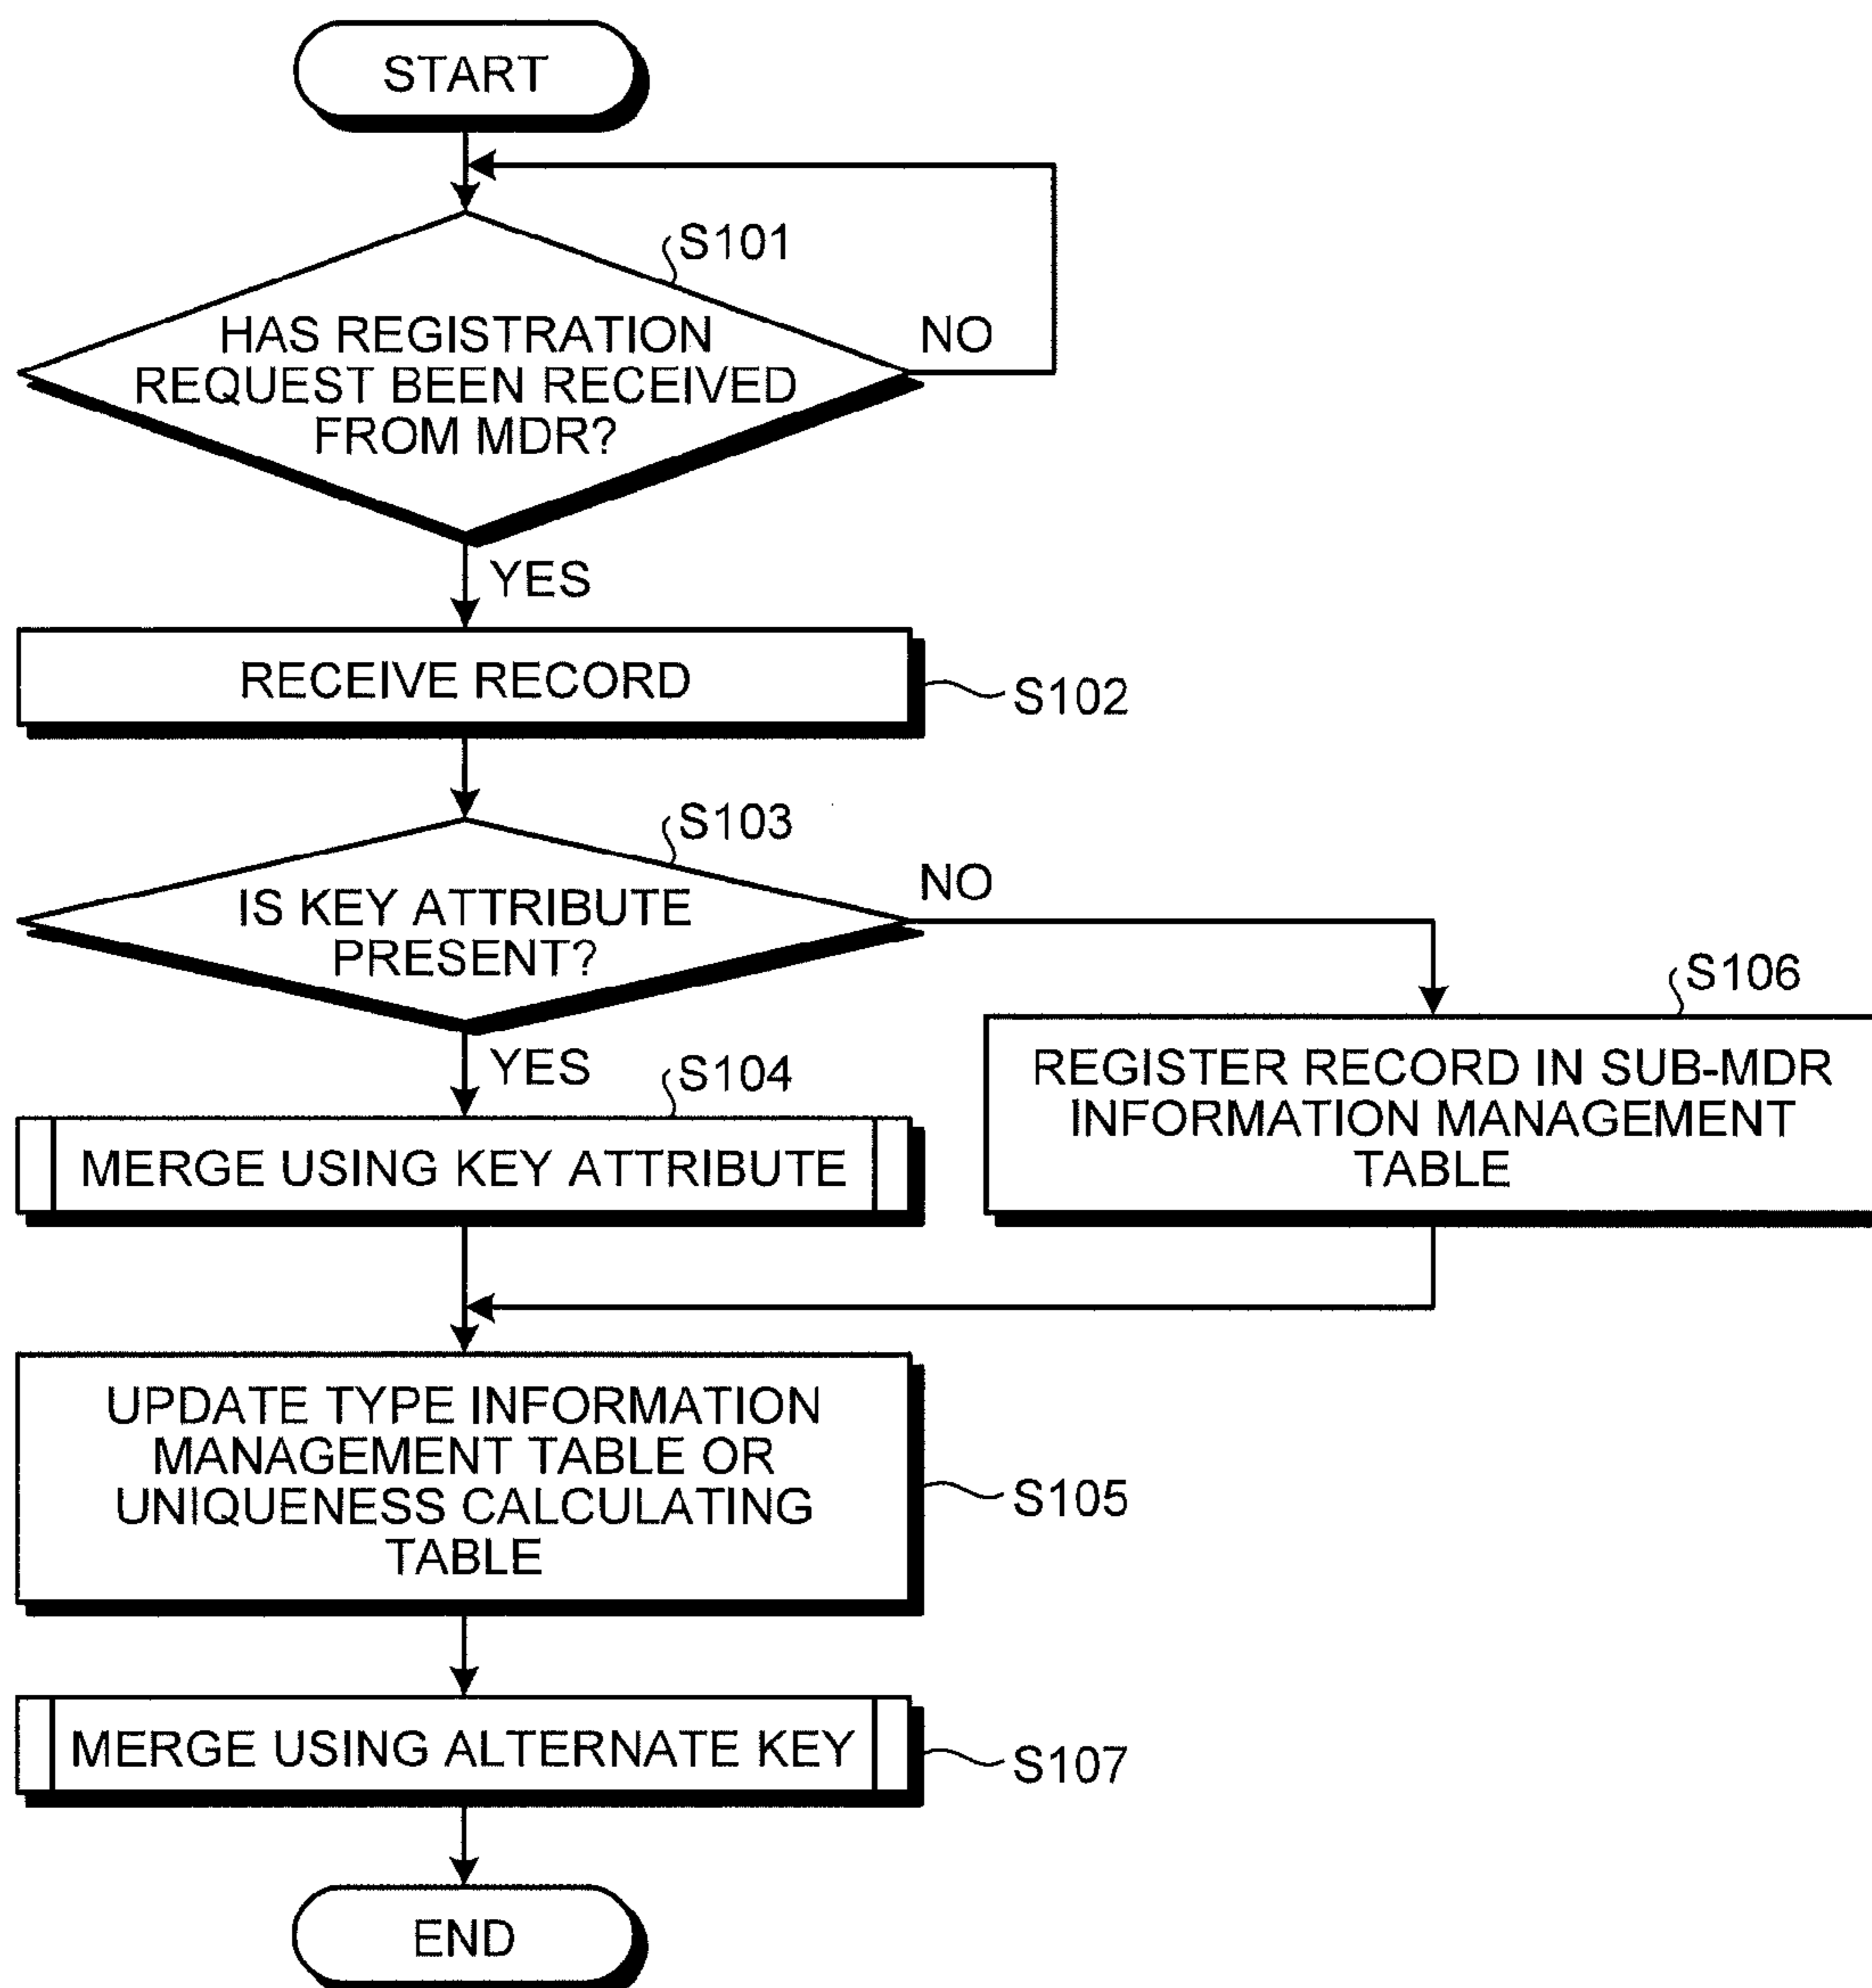 START
S101
HAS REGISTRATION
REQUEST BEEN RECEIVED
FROM MDR?
NO
YES
RECEIVE RECORD
S102
S103
IS KEY ATTRIBUTE
PRESENT?
NO
YES
S104
MERGE USING KEY ATTRIBUTE
S106
REGISTER RECORD IN SUB-MDR
INFORMATION MANAGEMENT
TABLE
UPDATE TYPE INFORMATION
MANAGEMENT TABLE OR
UNIQUENESS CALCULATING
TABLE
S105
MERGE USING ALTERNATE KEY
S107
END